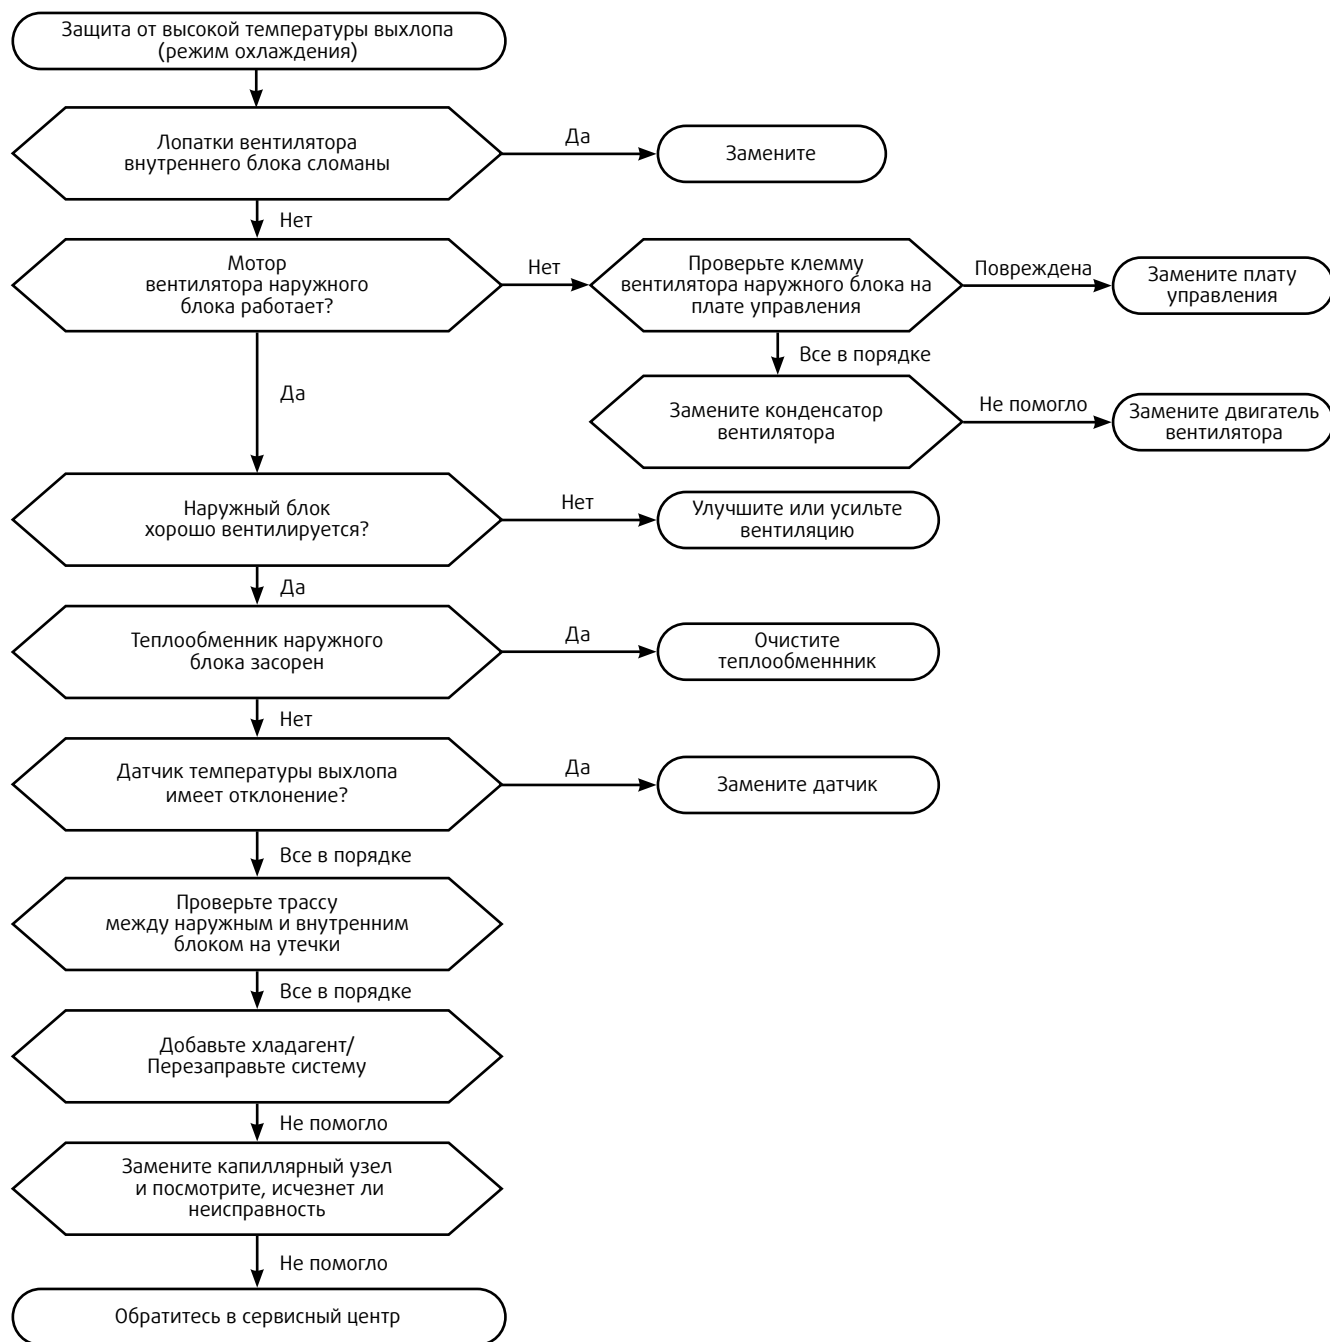 Защита от высокой температуры выхлопа
(режим охлаждения)
Лопатки вентилятора
внутреннего блока сломаны
Да
Замените
Нет
Мотор
вентилятора наружного
блока работает?
Нет
Проверьте клемму
вентилятора наружного блока на
плате управления
Повреждена
Замените плату
управления
Все в порядке
Да
Замените конденсатор
вентилятора
Не помогло
Замените двигатель
вентилятора
Наружный блок
хорошо вентилируется?
Нет
Улучшите или усильте
вентиляцию
Да
Теплообменник наружного
блока засорен
Да
Очистите
теплообменнник
Нет
Датчик температуры выхлопа
имеет отклонение?
Да
Замените датчик
Все в порядке
Проверьте трассу
между наружным и внутренним
блоком на утечки
Все в порядке
Добавьте хладагент/
Перезаправьте систему
Не помогло
Замените капиллярный узел
и посмотрите, исчезнет ли
неисправность
Не помогло
Обратитесь в сервисный центр